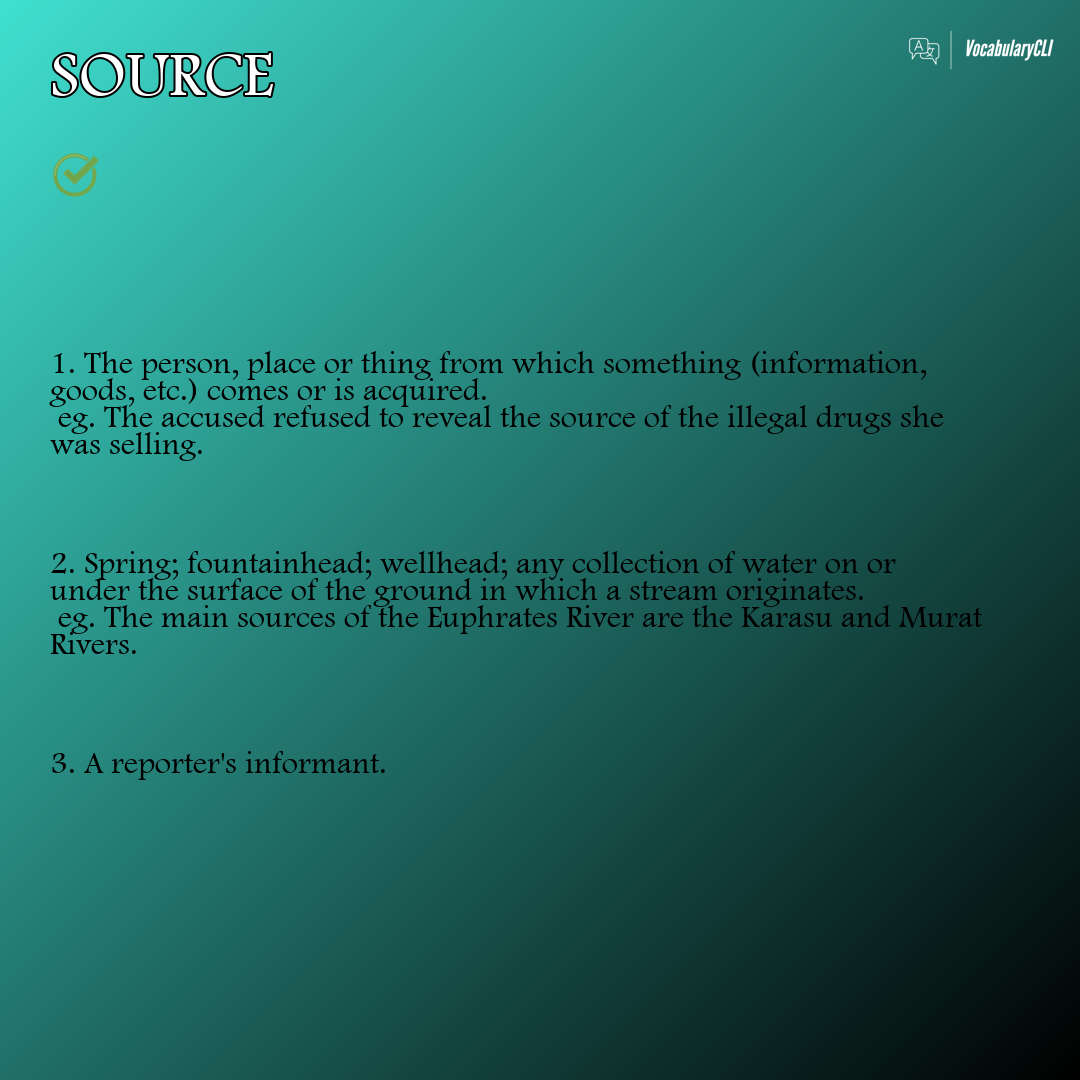 SOURCE
VocabularyCLI
1. The person, place or thing from which something (information,
goods, etc.) comes or is acquired.
eg. The accused refused to reveal the source of the illegal drugs she
was selling.
2. Spring; fountainhead; wellhead; any collection of water on or
under the surface of the ground in which a stream originates.
eg. The main sources of the Euphrates River are the Karasu and Murat
Rivers.
3. A reporter's informant.